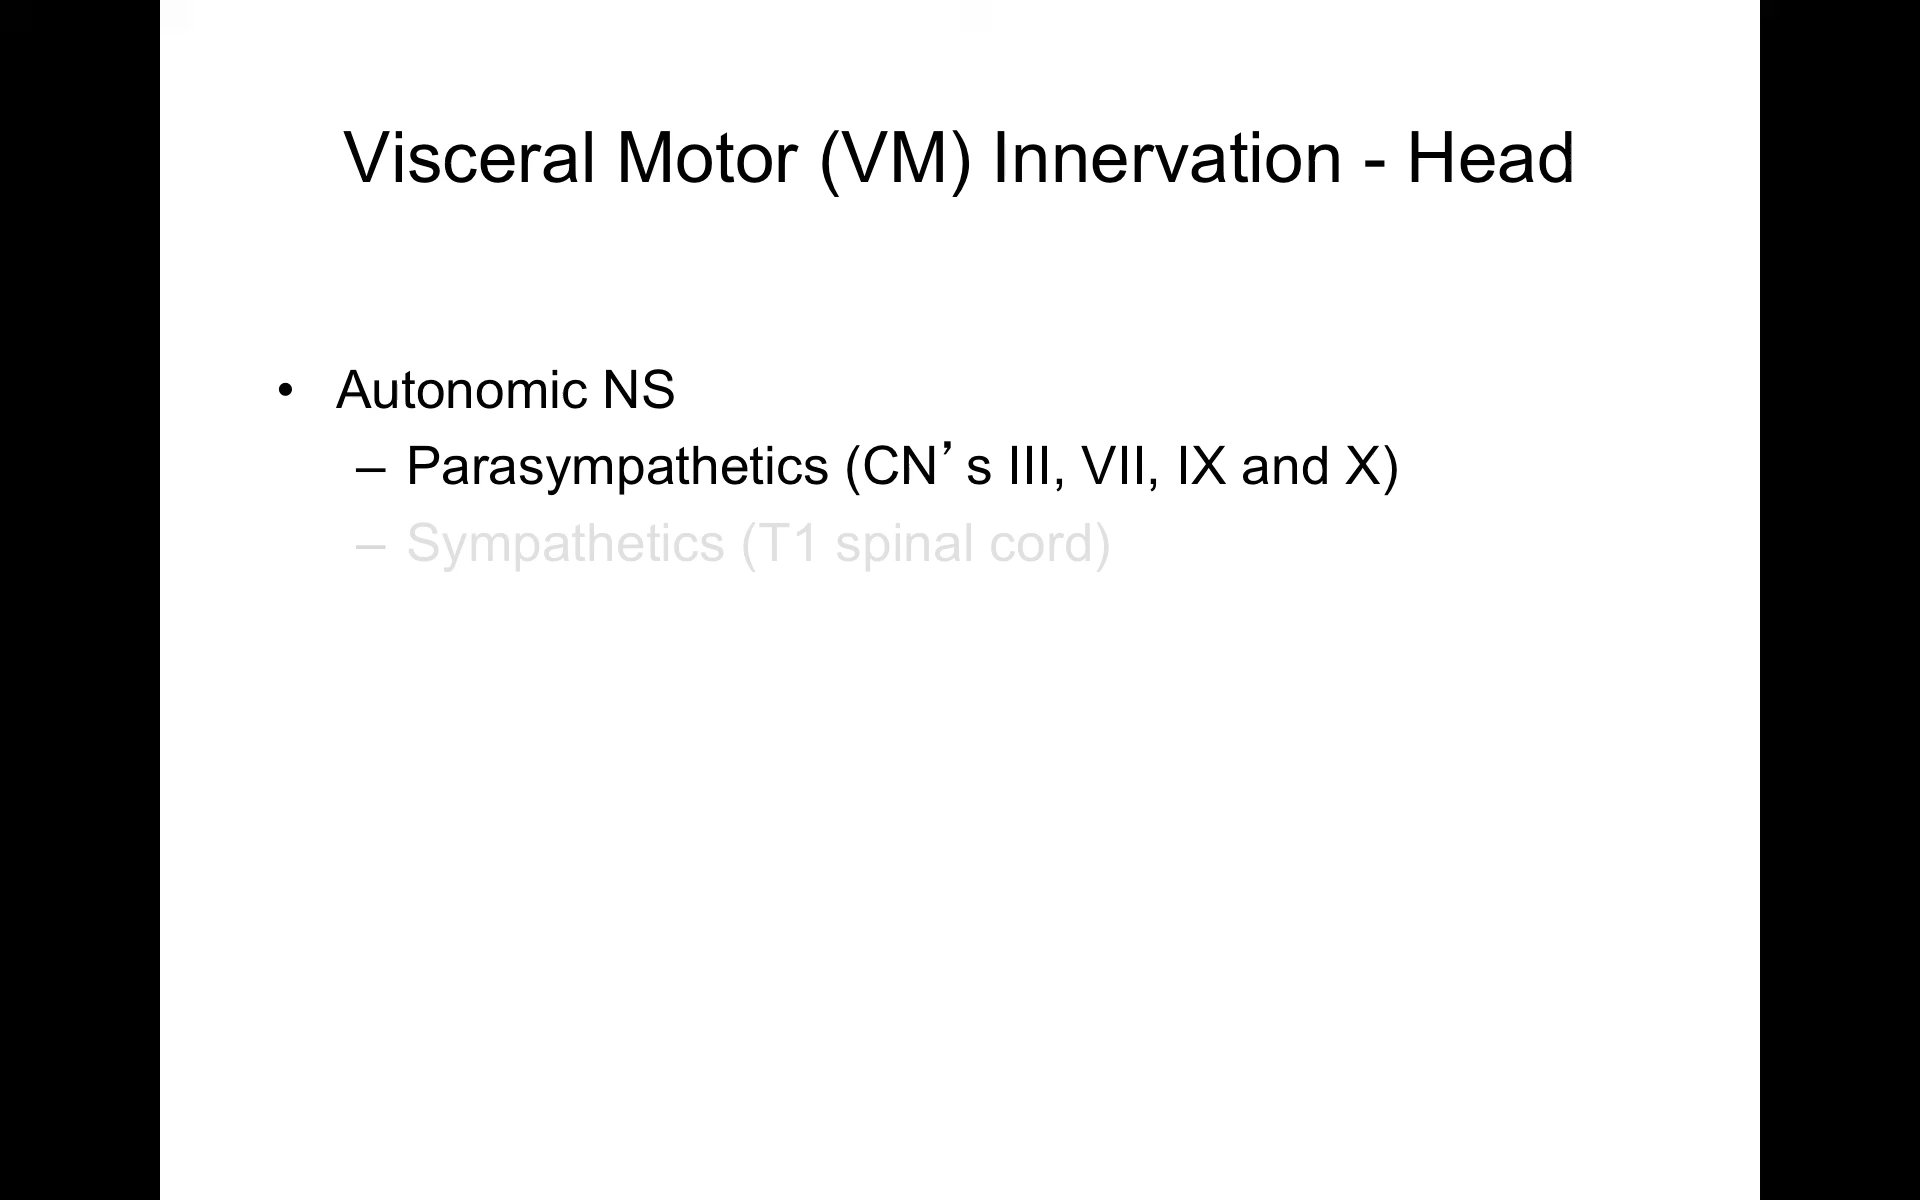 Visceral Motor (VM) Innervation - Head
• Autonomic NS
– Parasympathetics (CN’s III, VII, IX and X)
– Sympathetics (T1 spinal cord)